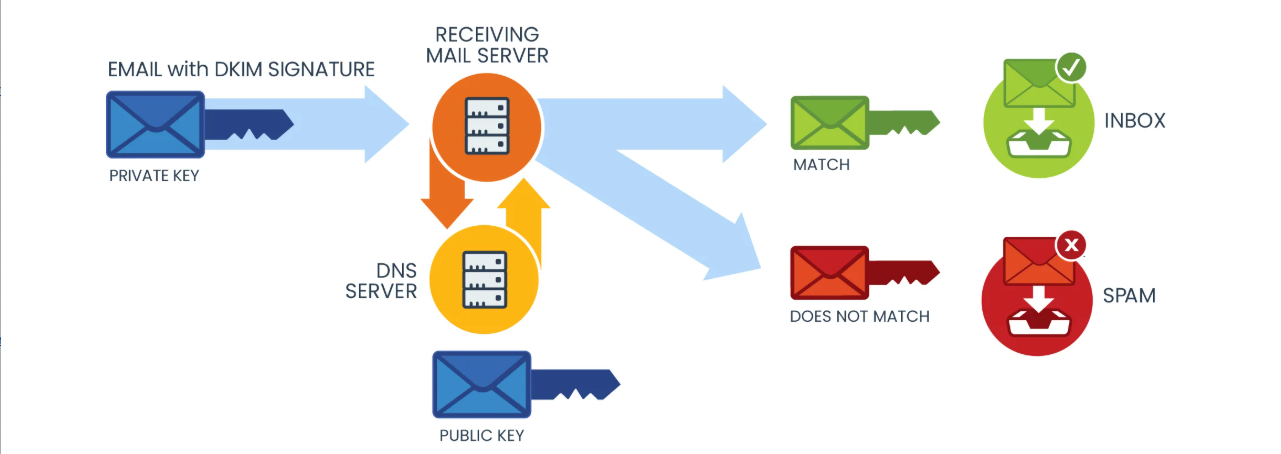 EMAIL with DKIM SIGNATURE
PRIVATE KEY
RECEIVING
MAIL SERVER
DNS
SERVER
PUBLIC KEY
MATCH
INBOX
DOES NOT MATCH
SPAM